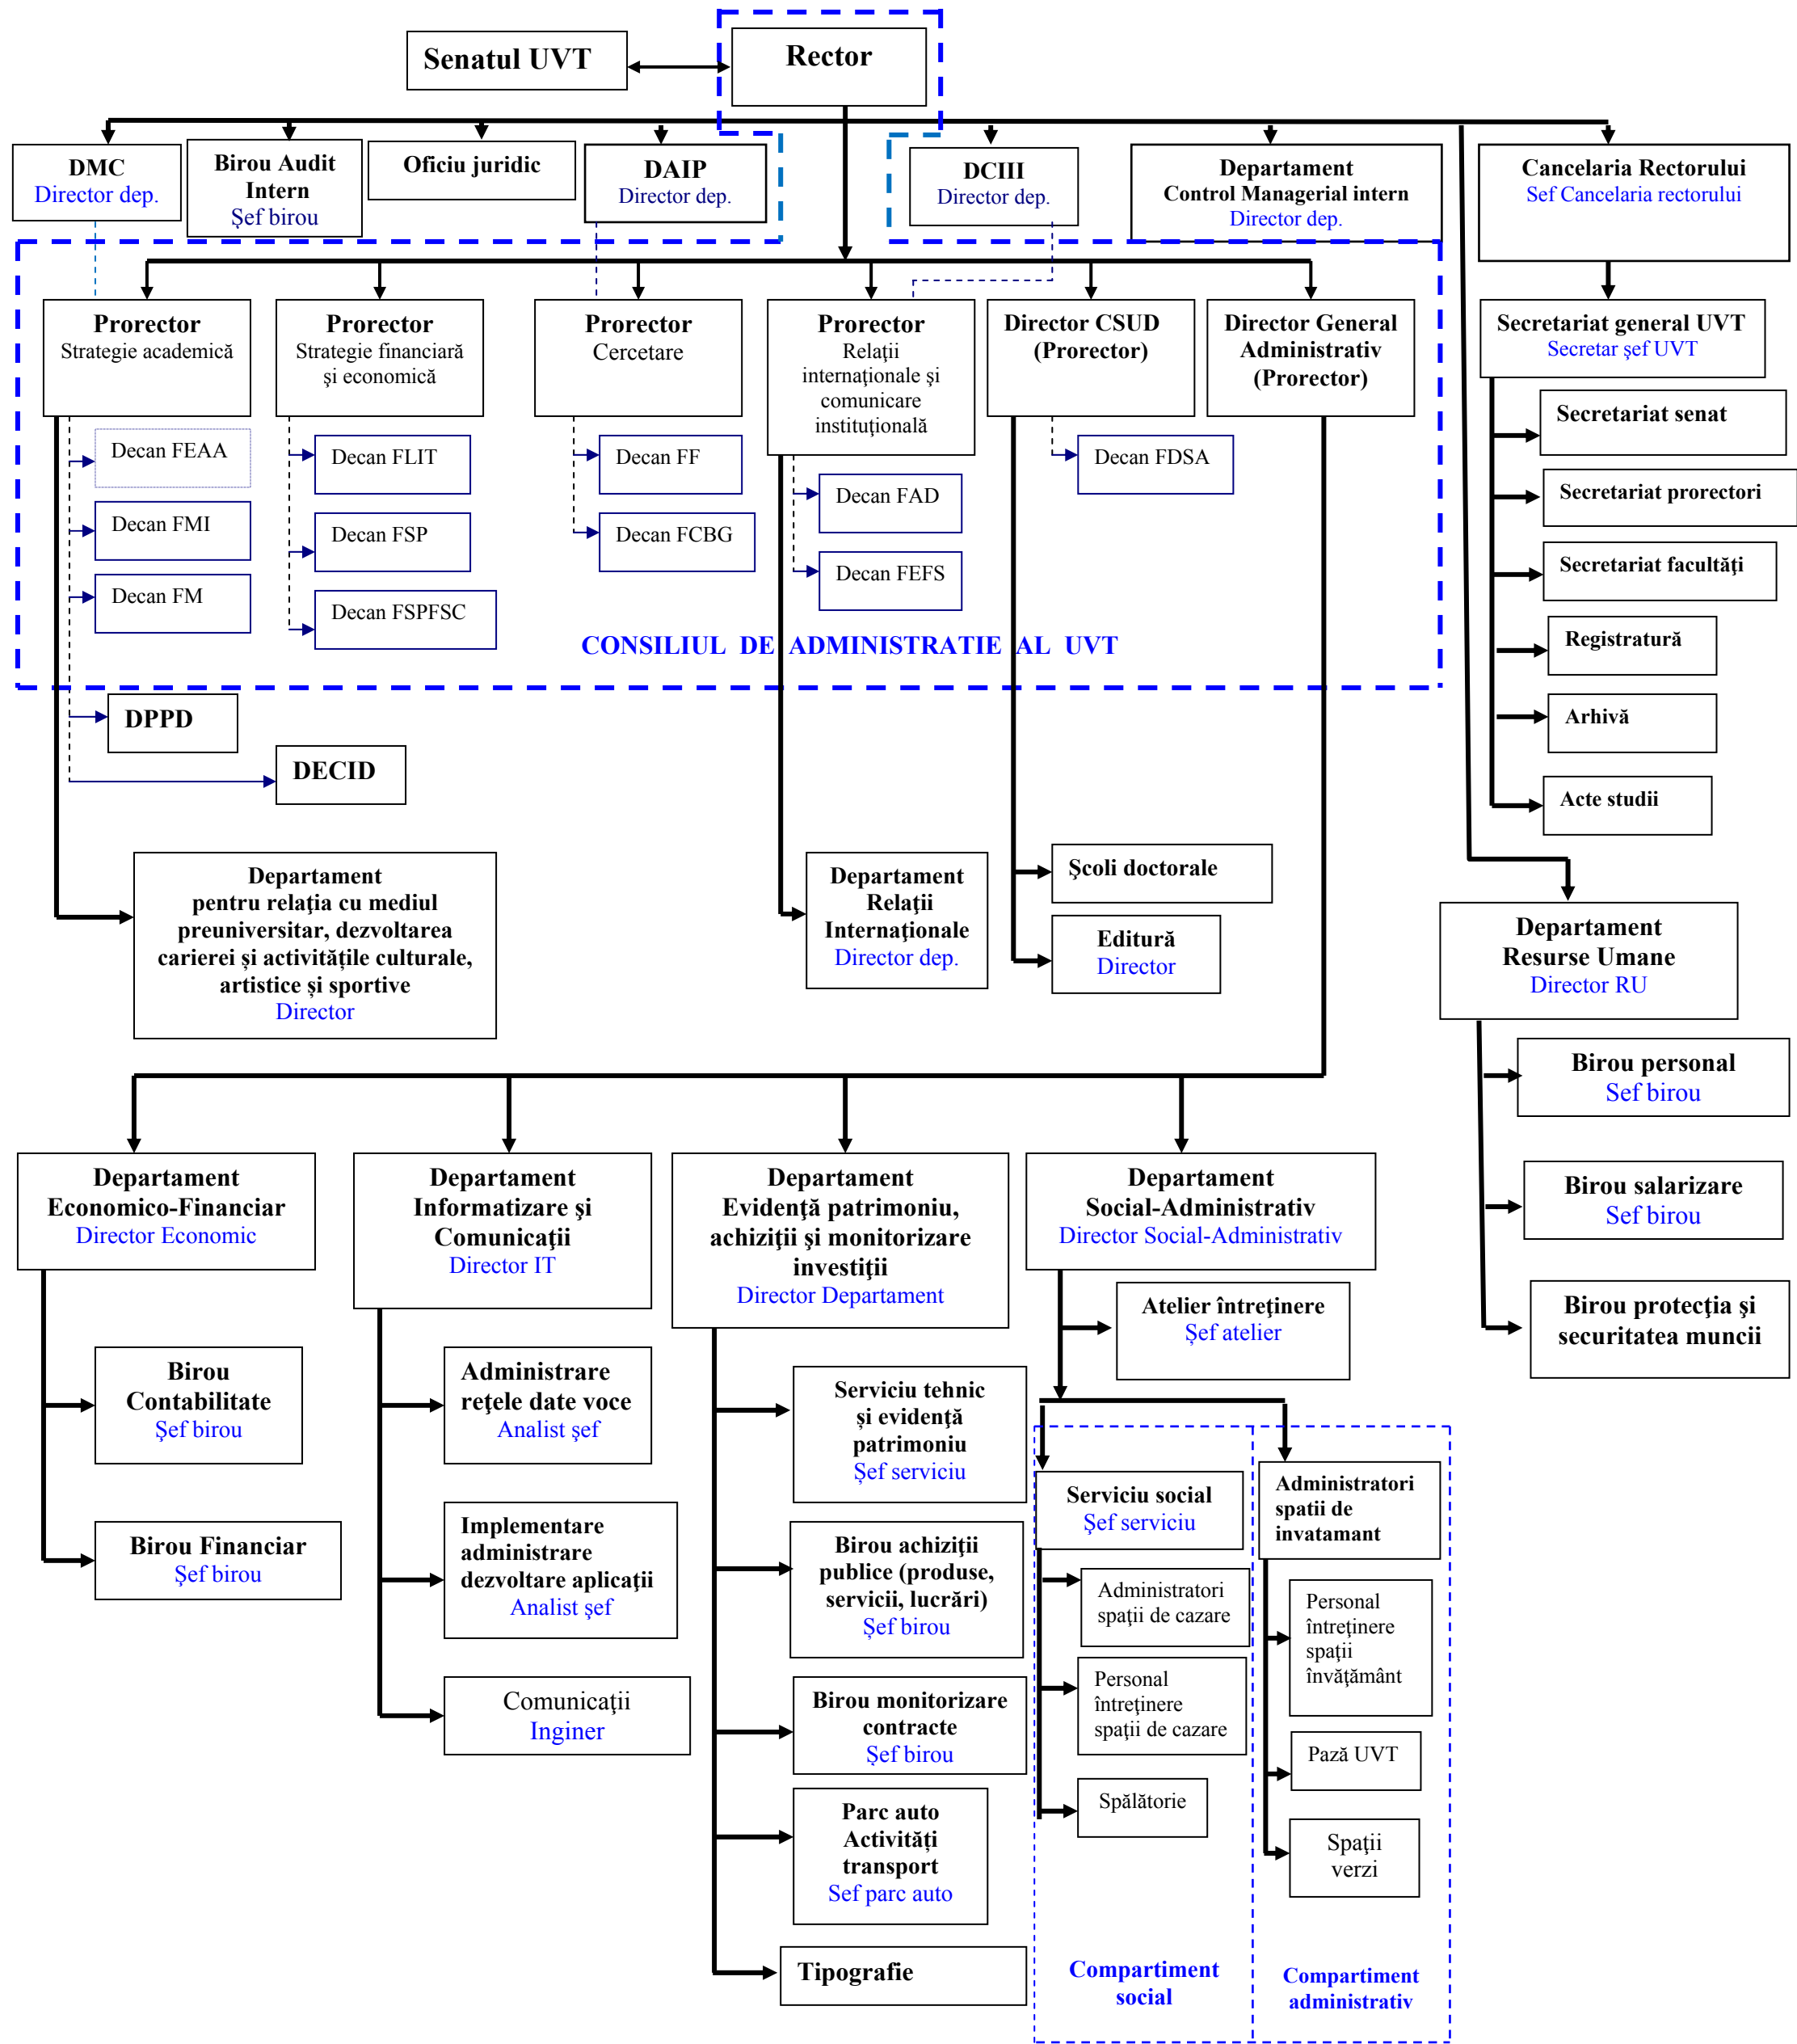 Senatul UVT
Rector
DMC
Director dep.
Birou Audit
Intern
Șef birou
Oficiu juridic
DAIP
Director dep.
DCIII
Director dep.
Departament
Control Managerial intern
Director dep.
Cancelaria Rectorului
Sef Cancelaria rectorului
Prorector
Strategie academică
Prorector
Strategie financiară
şi economică
Prorector
Cercetare
Prorector
Relaţii
internaţionale şi
comunicare
instituţională
Director CSUD
(Prorector)
Director General
Administrativ
(Prorector)
Secretariat general UVT
Secretar şef UVT
Decan FEAA
Decan FMI
Decan FM
Decan FLIT
Decan FSP
Decan FSPFSC
Decan FF
Decan FCBG
Decan FAD
Decan FEFS
Decan FDSA
CONSILIUL DE ADMINISTRATIE AL UVT
Secretariat senat
Secretariat prorectori
Secretariat facultăţi
Registratură
Arhivă
Acte studii
DPPD
DECID
Departament
pentru relaţia cu mediul
preuniversitar, dezvoltarea
carierei și activitățile culturale,
artistice și sportive
Director
Departament
Relaţii
Internaţionale
Director dep.
Şcoli doctorale
Editură
Director
Departament
Resurse Umane
Director RU
Birou personal
Sef birou
Birou salarizare
Sef birou
Birou protecţia şi
securitatea muncii
Departament
Economico-Financiar
Director Economic
Departament
Informatizare şi
Comunicaţii
Director IT
Departament
Evidenţă patrimoniu,
achiziţii şi monitorizare
investiţii
Director Departament
Departament
Social-Administrativ
Director Social-Administrativ
Birou
Contabilitate
Şef birou
Birou Financiar
Şef birou
Administrare
reţele date voce
Analist şef
Implementare
administrare
dezvoltare aplicaţii
Analist şef
Comunicaţii
Inginer
Serviciu tehnic
și evidenţă
patrimoniu
Șef serviciu
Birou achiziţii
publice (produse,
servicii, lucrări)
Șef birou
Birou monitorizare
contracte
Șef birou
Parc auto
Activități
transport
Sef parc auto
Tipografie
Atelier întreţinere
Șef atelier
Serviciu social
Şef serviciu
Administratori
spaţii de cazare
Personal
întreţinere
spaţii de cazare
Spălătorie
Compartiment
social
Administratori
spatii de
invatamant
Personal
întreţinere
spaţii
învăţământ
Pază UVT
Spaţii
verzi
Compartiment
administrativ